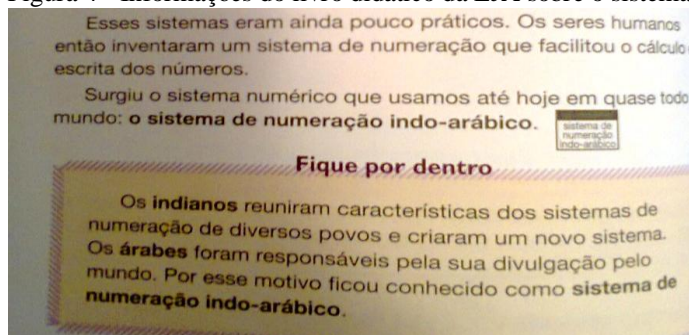 Esses sistemas eram ainda pouco práticos. Os seres humanos
então inventaram um sistema de numeração que facilitou o cálculo
escrita dos números.
Surgiu o sistema numérico que usamos até hoje em quase todo
mundo: o sistema de numeração indo-arábico.
sistema de
numeração
indo-arábico
Fique por dentro
Os indianos reuniram características dos sistemas de
numeração de diversos povos e criaram um novo sistema.
Os árabes foram responsáveis pela sua divulgação pelo
mundo. Por esse motivo ficou conhecido como sistema de
numeração indo-arábico.